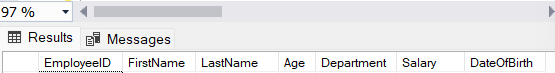 97 %
Results Messages
EmployeeID FirstName LastName Age Department Salary DateOfBirth